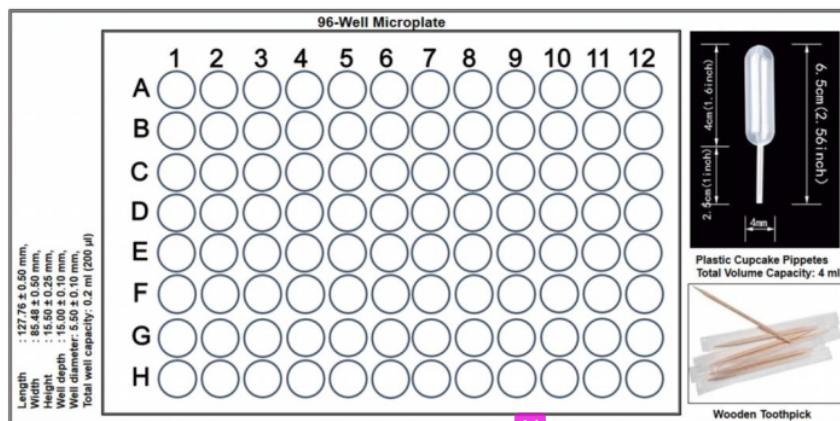 96-Well Microplate
1 2 3 4 5 6 7 8 9 10 11 12
A
B
C
D
E
F
G
H
Length : 127.76 ± 0.50 mm,
Width : 85.48 ± 0.50 mm,
Height : 15.50 ± 0.25 mm,
Well depth : 15.00 ± 0.10 mm,
Well diameter: 5.50 ± 0.10 mm,
Total well capacity: 0.2 ml (200 µl)
4cm(1.6inch)
2.5cm(1inch)
6.5cm(2.56inch)
4mm
Plastic Cupcake Pippetes
Total Volume Capacity: 4 ml
Wooden Toothpick